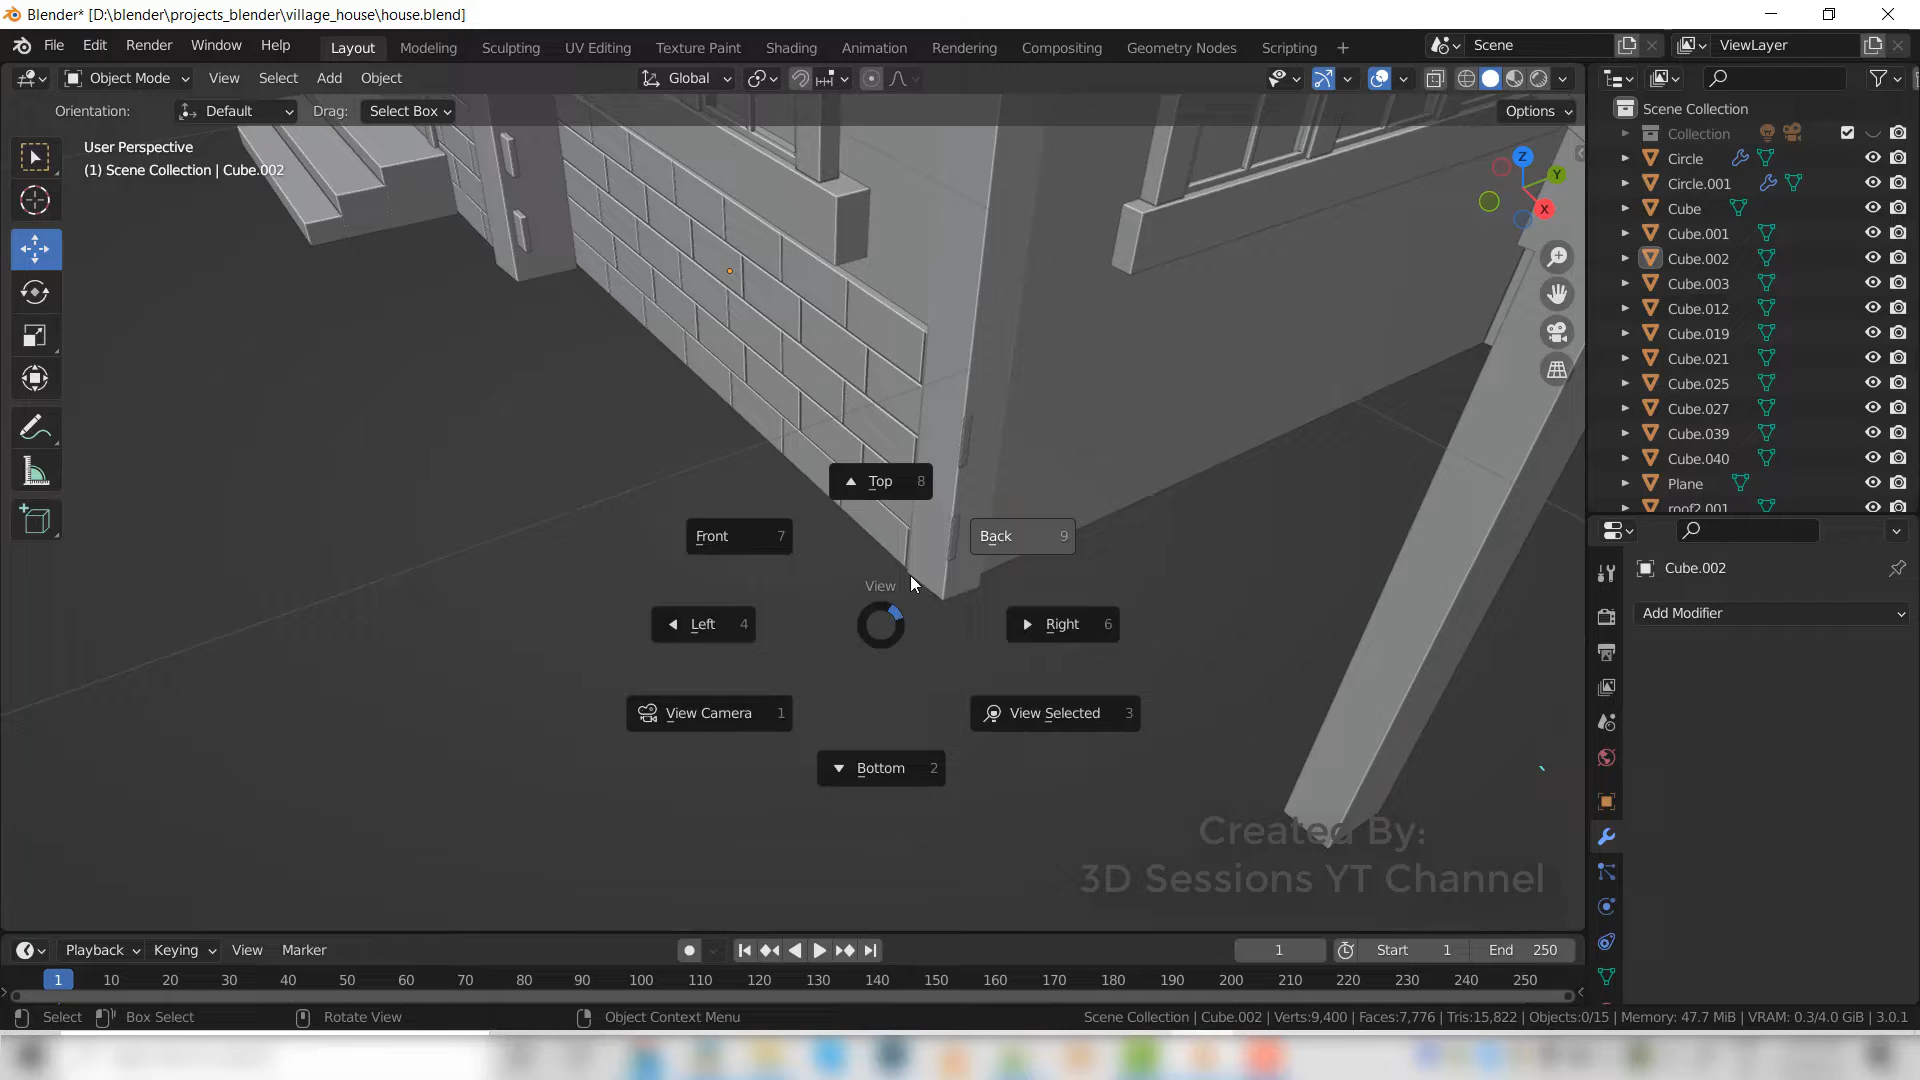 Blender* [D:\blender\projects_blender\village_house\house.blend]
File Edit Render Window Help Layout Modeling Sculpting UV Editing Texture Paint Shading Animation Rendering Compositing Geometry Nodes Scripting + Scene ViewLayer
Object Mode View Select Add Object Global
Orientation: Default Drag: Select Box Options
User Perspective
(1) Scene Collection | Cube.002
Z
Y
X
Scene Collection
Collection
Circle
Circle.001
Cube
Cube.001
Cube.002
Cube.003
Cube.012
Cube.019
Cube.021
Cube.025
Cube.027
Cube.039
Cube.040
Plane
roof2.001
Cube.002
Add Modifier
Top 8
Front 7
Back 9
View
Left 4
Right 6
View Camera 1
View Selected 3
Bottom 2
Created By:
3D Sessions YT Channel
Playback Keying View Marker 1 Start 1 End 250
1 10 20 30 40 50 60 70 80 90 100 110 120 130 140 150 160 170 180 190 200 210 220 230 240 250
Select Box Select Rotate View Object Context Menu Scene Collection | Cube.002 | Verts:9,400 | Faces:7,776 | Tris:15,822 | Objects:0/15 | Memory: 47.7 MiB | VRAM: 0.3/4.0 GiB | 3.0.1